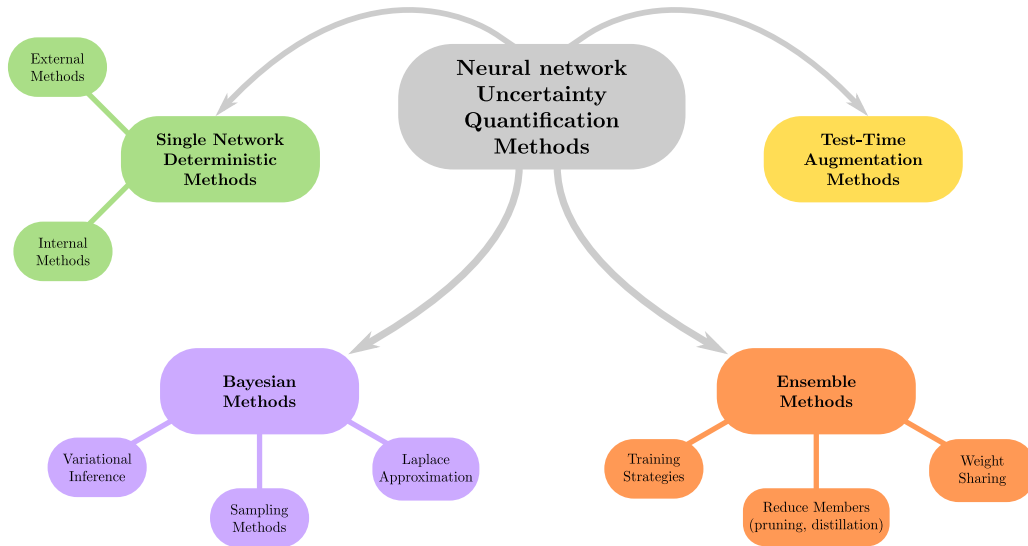 Neural network
Uncertainty
Quantification
Methods
External
Methods
Single Network
Deterministic
Methods
Internal
Methods
Test-Time
Augmentation
Methods
Bayesian
Methods
Variational
Inference
Sampling
Methods
Laplace
Approximation
Ensemble
Methods
Training
Strategies
Reduce Members
(pruning, distillation)
Weight
Sharing